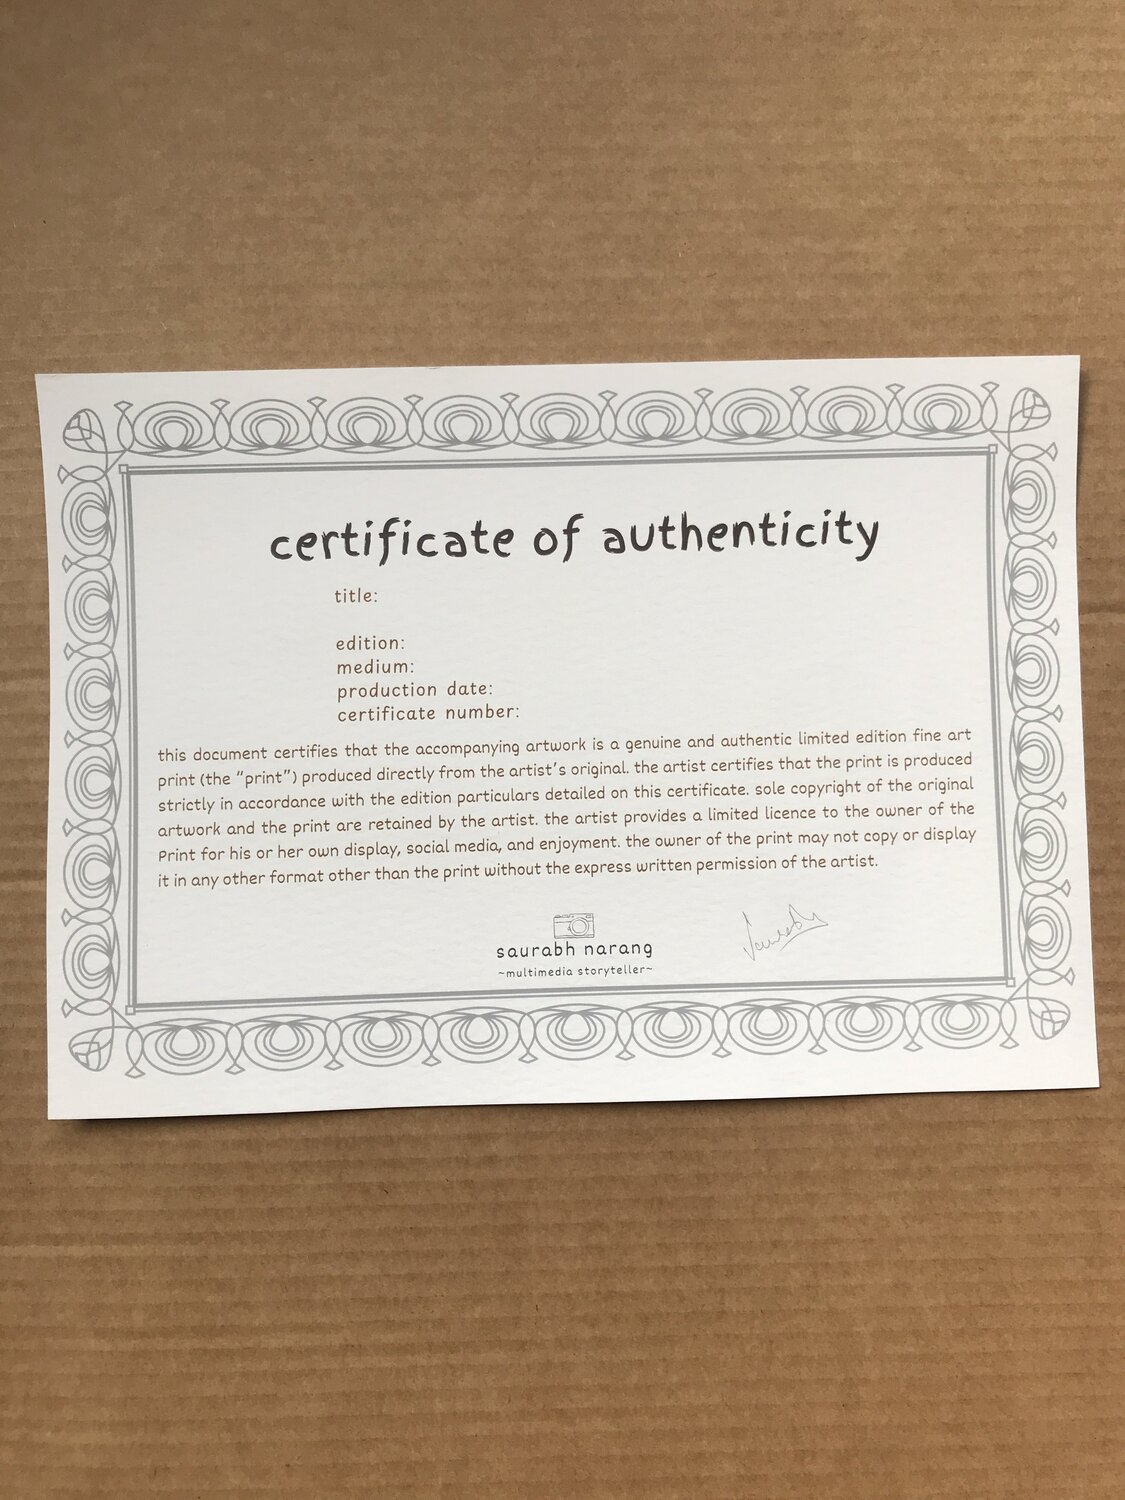 certificate of authenticity
title:
edition:
medium:
production date:
certificate number:
this document certifies that the accompanying artwork is a genuine and authentic limited edition fine art
print (the "print") produced directly from the artist's original. the artist certifies that the print is produced
strictly in accordance with the edition particulars detailed on this certificate. sole copyright of the original
artwork and the print are retained by the artist. the artist provides a limited licence to the owner of the
Print for his or her own display, social media, and enjoyment. the owner of the print may not copy or display
it in any other format other than the print without the express written permission of the artist.
saurabh narang
~multimedia storyteller~